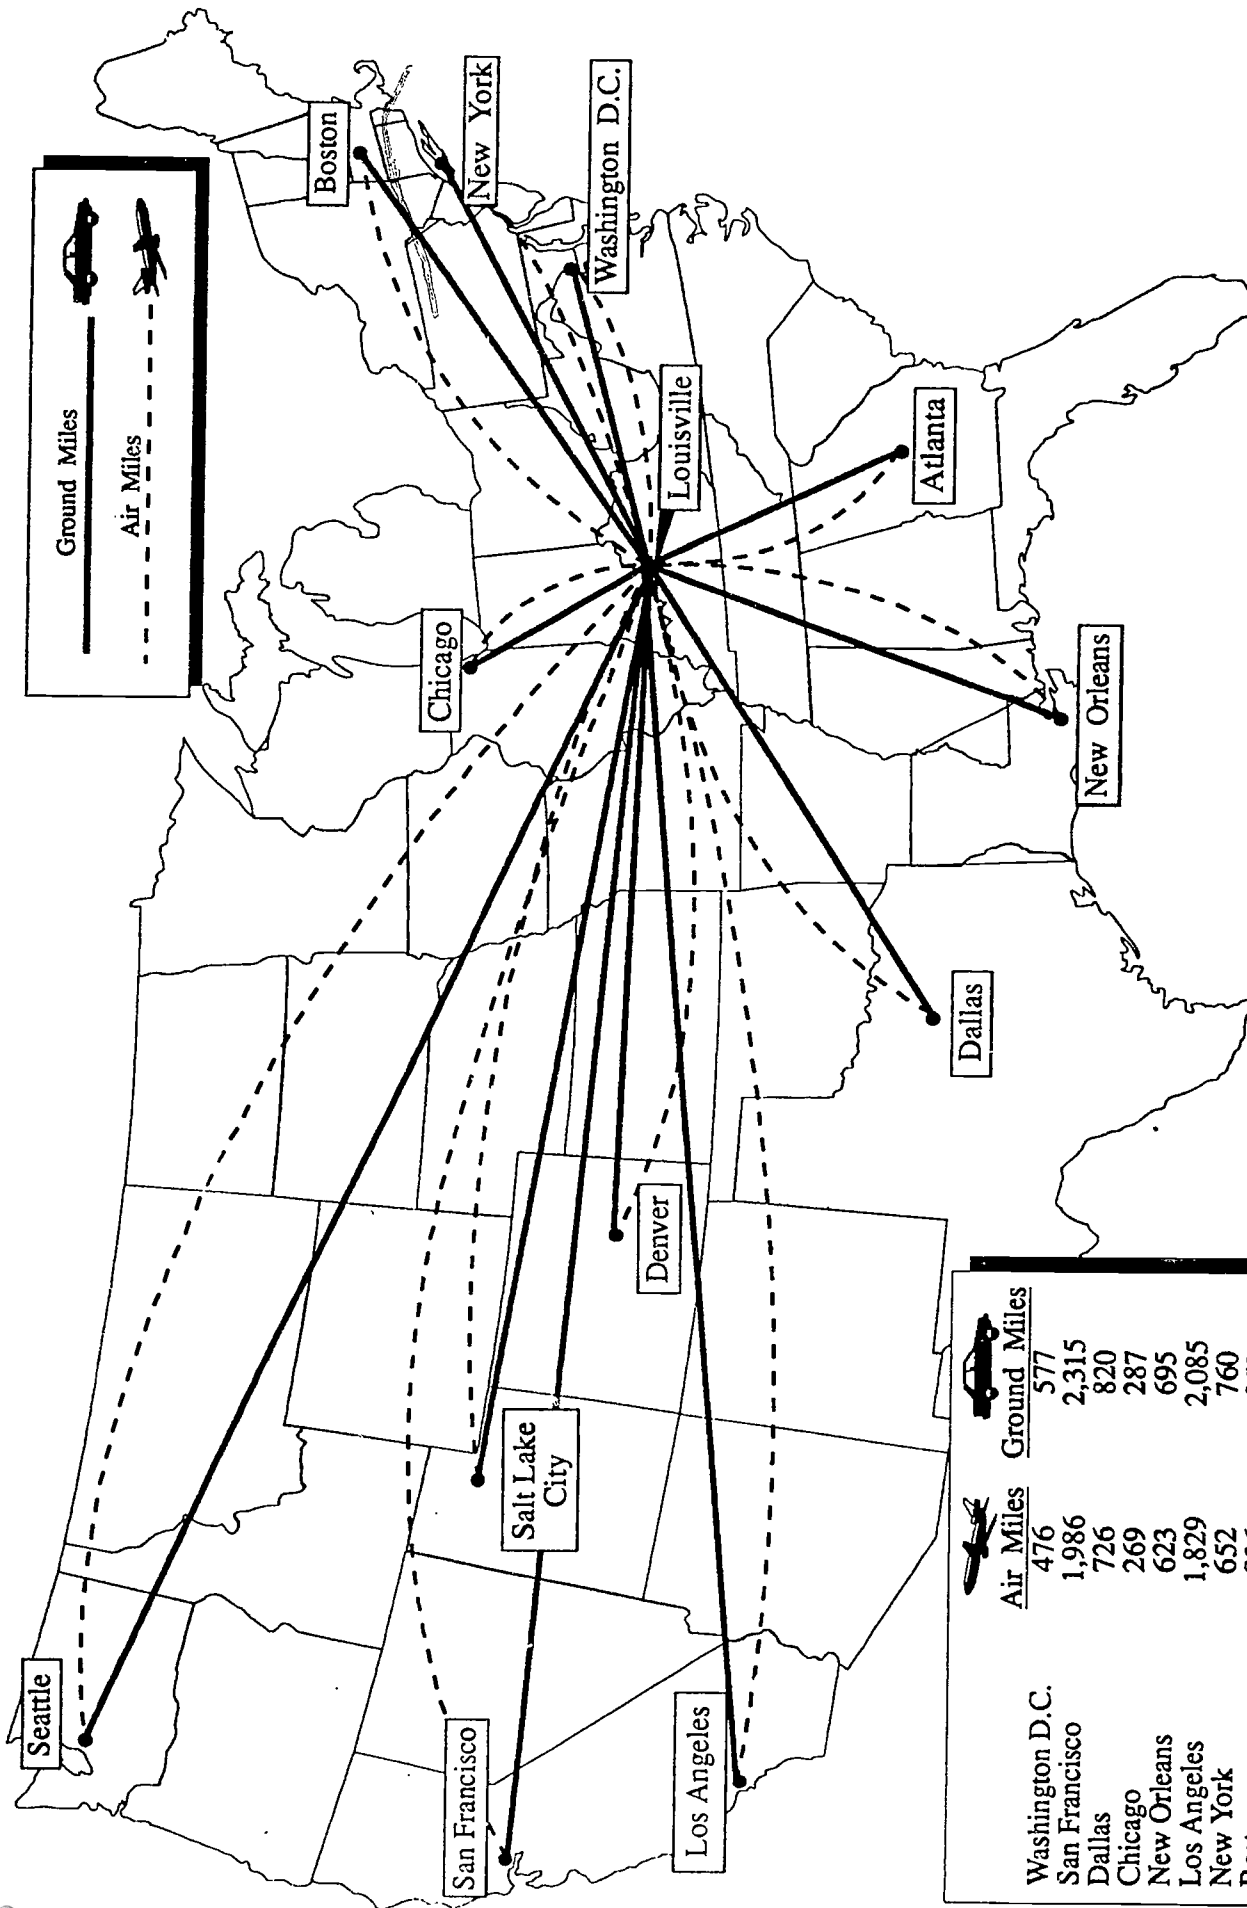 Ground Miles
Air Miles
Seattle
San Francisco
Los Angeles
Salt Lake
City
Denver
Dallas
Chicago
New Orleans
Louisville
Atlanta
Boston
New York
Washington D.C.
Air Miles Ground Miles
Washington D.C. 476 577
San Francisco 1,986 2,315
Dallas 726 820
Chicago 269 287
New Orleans 623 695
Los Angeles 1,829 2,085
New York 652 760